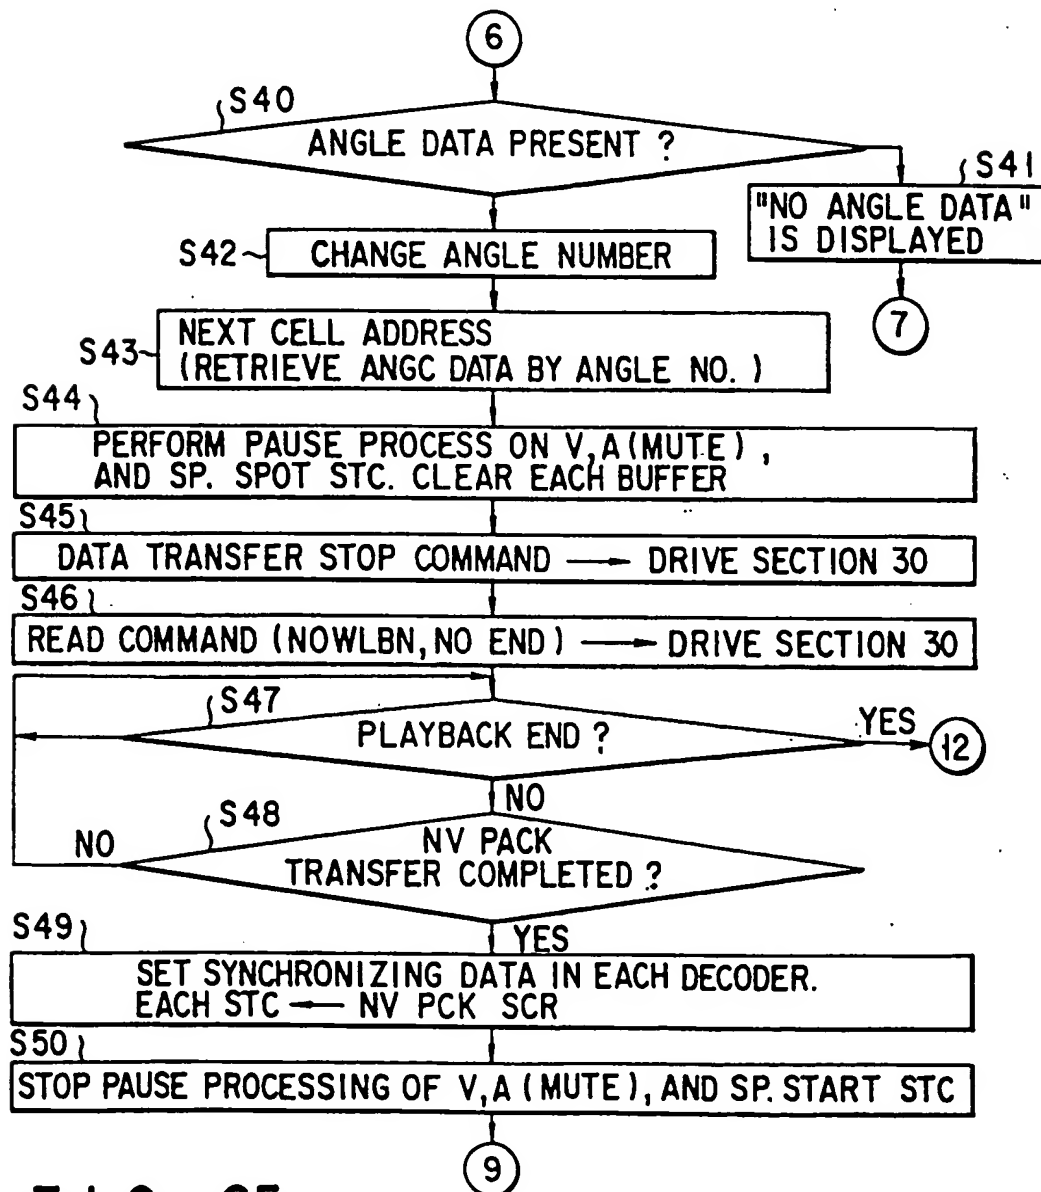 6
S40
ANGLE DATA PRESENT ?
S41
"NO ANGLE DATA"
IS DISPLAYED
7
S42
CHANGE ANGLE NUMBER
S43
NEXT CELL ADDRESS
(RETRIEVE ANGC DATA BY ANGLE NO. )
S44
PERFORM PAUSE PROCESS ON V,A(MUTE) ,
AND SP. SPOT STC. CLEAR EACH BUFFER
S45
DATA TRANSFER STOP COMMAND → DRIVE SECTION 30
S46
READ COMMAND (NOWLBN,NO END) → DRIVE SECTION 30
S47
PLAYBACK END ?
YES
12
NO
S48
NO
NV PACK
TRANSFER COMPLETED ?
YES
S49
SET SYNCHRONIZING DATA IN EACH DECODER.
EACH STC ← NV PCK SCR
S50
STOP PAUSE PROCESSING OF V,A (MUTE), AND SP. START STC
9